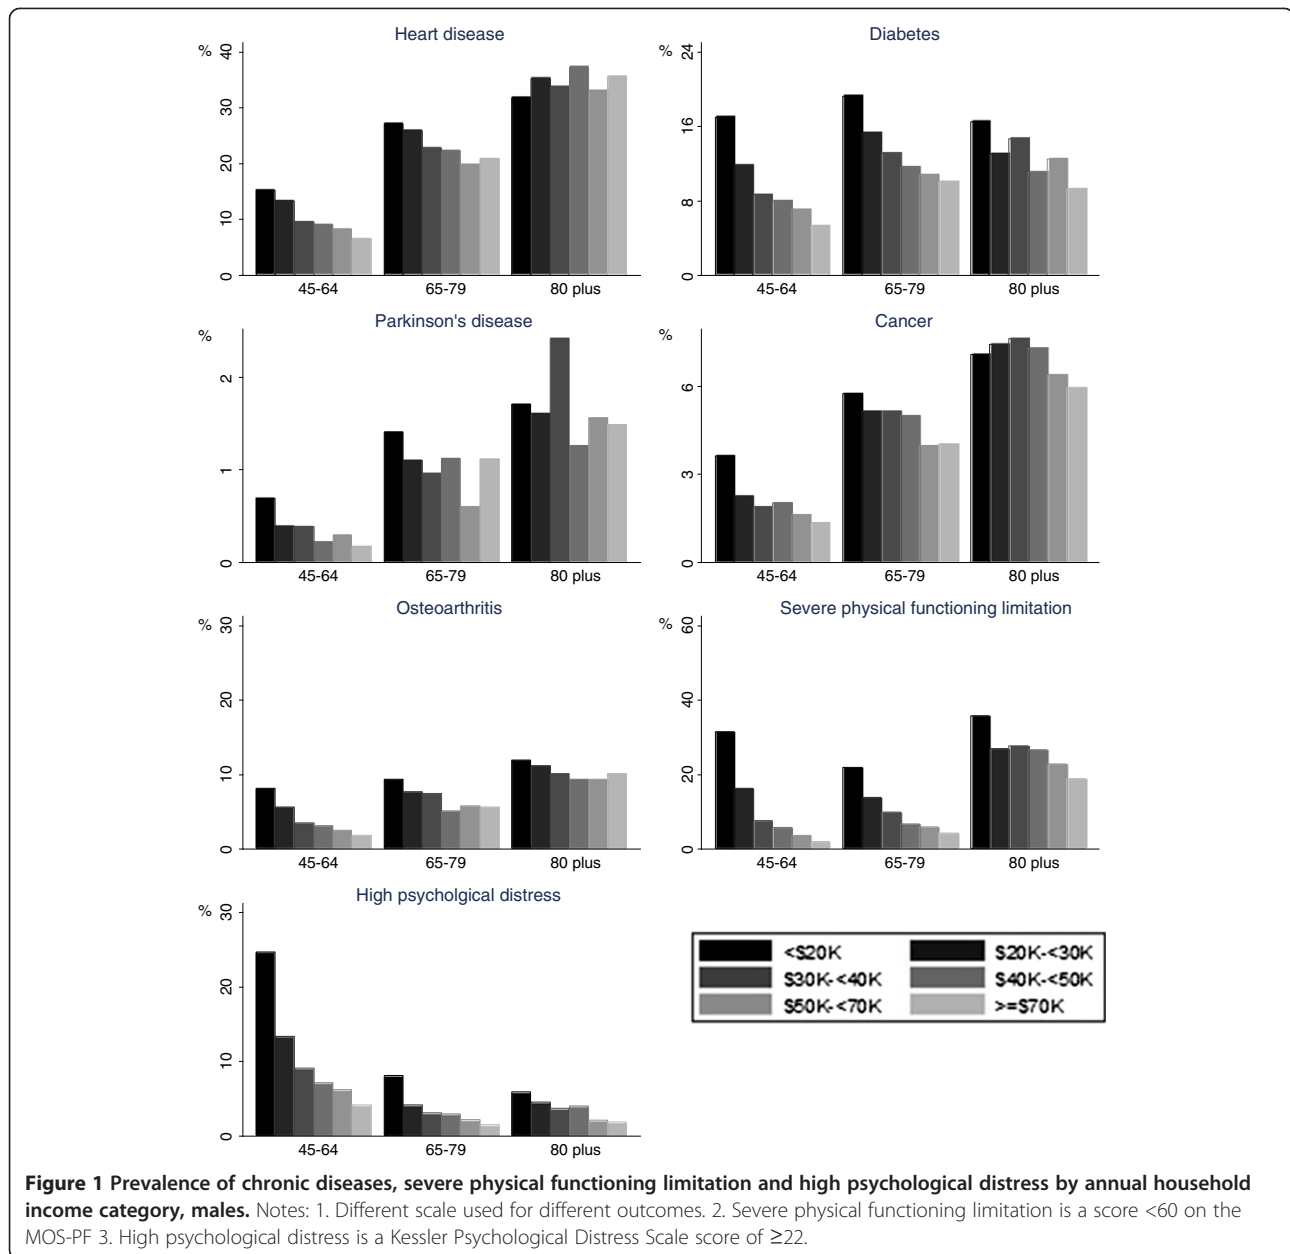 Heart disease
%
40
30
20
10
0
45-64 65-79 80 plus
Diabetes
%
24
16
8
0
45-64 65-79 80 plus
Parkinson's disease
%
2
1
0
45-64 65-79 80 plus
Cancer
%
6
3
0
45-64 65-79 80 plus
Osteoarthritis
%
30
20
10
0
45-64 65-79 80 plus
Severe physical functioning limitation
%
60
40
20
0
45-64 65-79 80 plus
High psycholgical distress
%
30
20
10
0
45-64 65-79 80 plus
<$20K $20K-<30K
$30K-<40K $40K-<50K
$50K-<70K >=$70K
Figure 1 Prevalence of chronic diseases, severe physical functioning limitation and high psychological distress by annual household
income category, males. Notes: 1. Different scale used for different outcomes. 2. Severe physical functioning limitation is a score <60 on the
MOS-PF 3. High psychological distress is a Kessler Psychological Distress Scale score of ≥22.